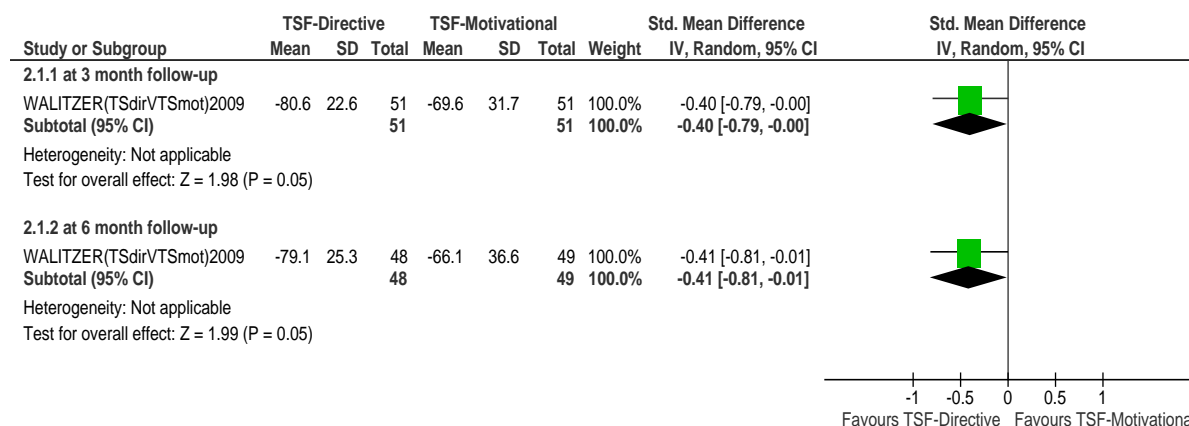 TSF-Directive TSF-Motivational Std. Mean Difference Std. Mean Difference
Study or Subgroup Mean SD Total Mean SD Total Weight IV, Random, 95% CI IV, Random, 95% CI
2.1.1 at 3 month follow-up
WALITZER(TSdirVTSmot)2009 -80.6 22.6 51 -69.6 31.7 51 100.0% -0.40 [-0.79, -0.00]
Subtotal (95% CI) 51 51 100.0% -0.40 [-0.79, -0.00]
Heterogeneity: Not applicable
Test for overall effect: Z = 1.98 (P = 0.05)
2.1.2 at 6 month follow-up
WALITZER(TSdirVTSmot)2009 -79.1 25.3 48 -66.1 36.6 49 100.0% -0.41 [-0.81, -0.01]
Subtotal (95% CI) 48 49 100.0% -0.41 [-0.81, -0.01]
Heterogeneity: Not applicable
Test for overall effect: Z = 1.99 (P = 0.05)
-1 -0.5 0 0.5 1
Favours TSF-Directive Favours TSF-Motivational